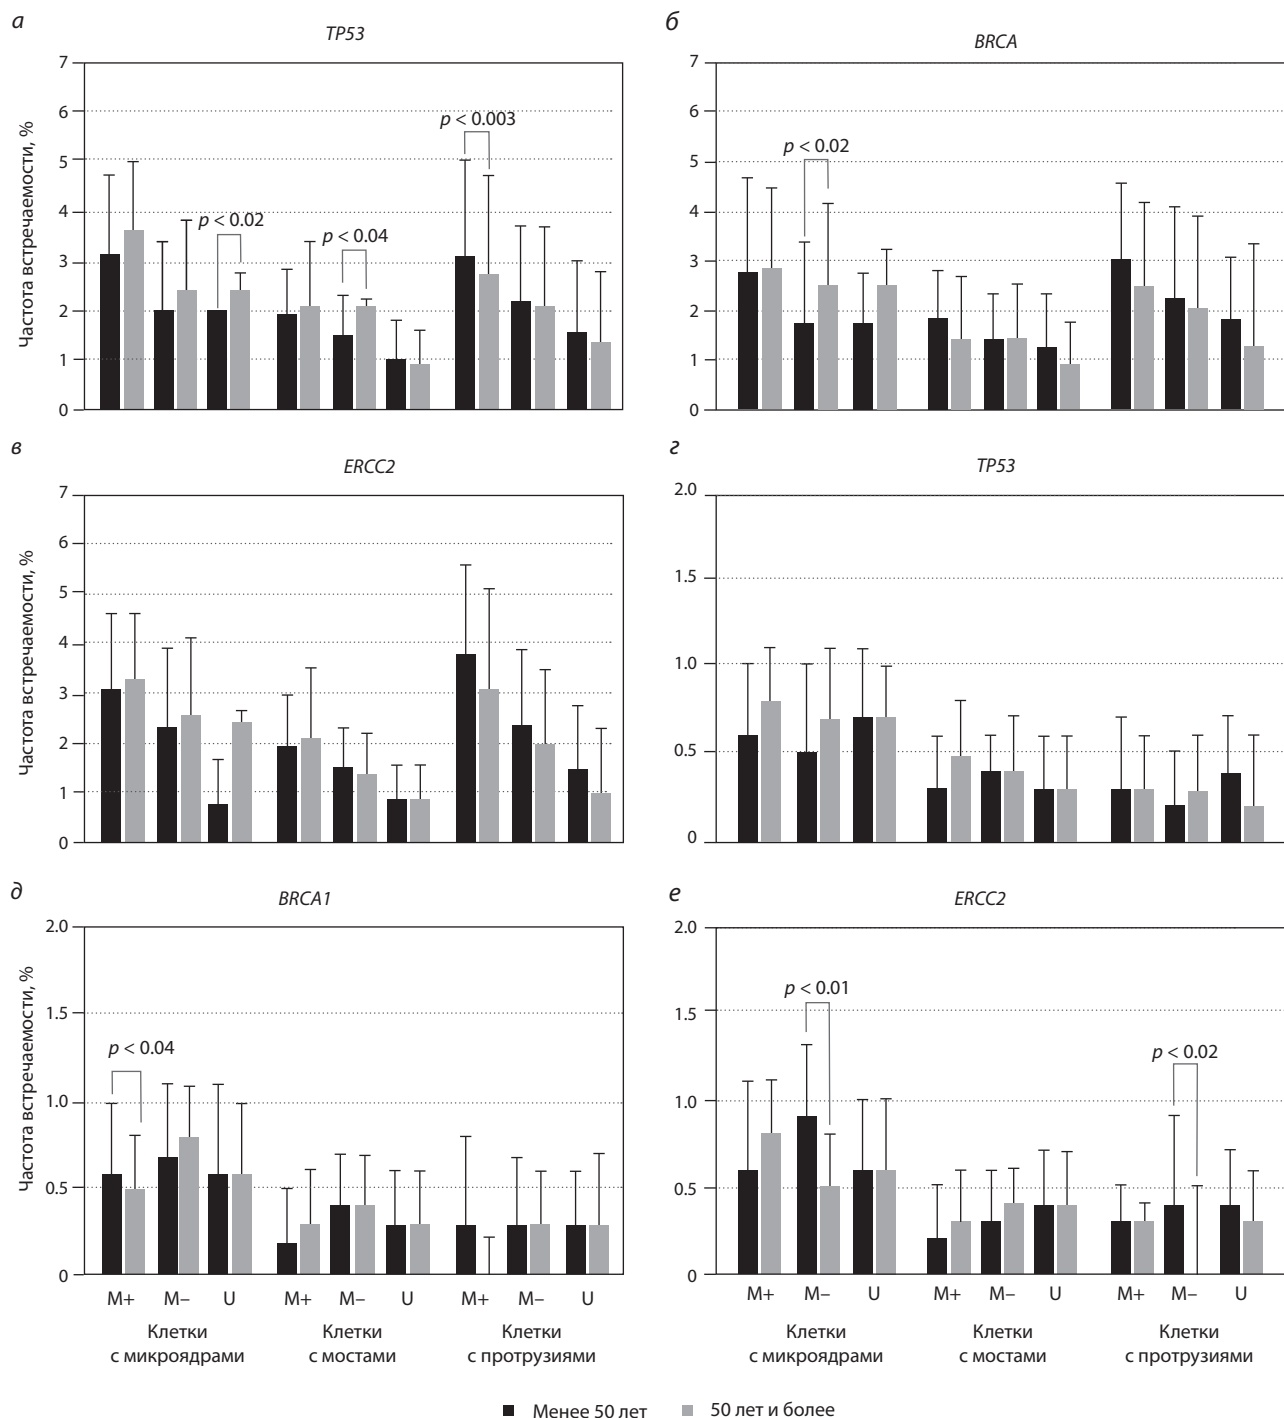 а
TP53
Частота встречаемости, %
7
6
5
4
3
2
1
0
p < 0.02
p < 0.04
p < 0.003
б
BRCA
7
6
5
4
3
2
1
0
p < 0.02
в
ERCC2
Частота встречаемости, %
7
6
5
4
3
2
1
0
г
TP53
2.0
1.5
1.0
0.5
0
д
BRCA1
Частота встречаемости, %
2.0
1.5
1.0
0.5
0
p < 0.04
M+ M– U M+ M– U M+ M– U
Клетки
с микроядрами
Клетки
с мостами
Клетки
с протрузиями
е
ERCC2
2.0
1.5
1.0
0.5
0
p < 0.01
p < 0.02
M+ M– U M+ M– U M+ M– U
Клетки
с микроядрами
Клетки
с мостами
Клетки
с протрузиями
Менее 50 лет 50 лет и более